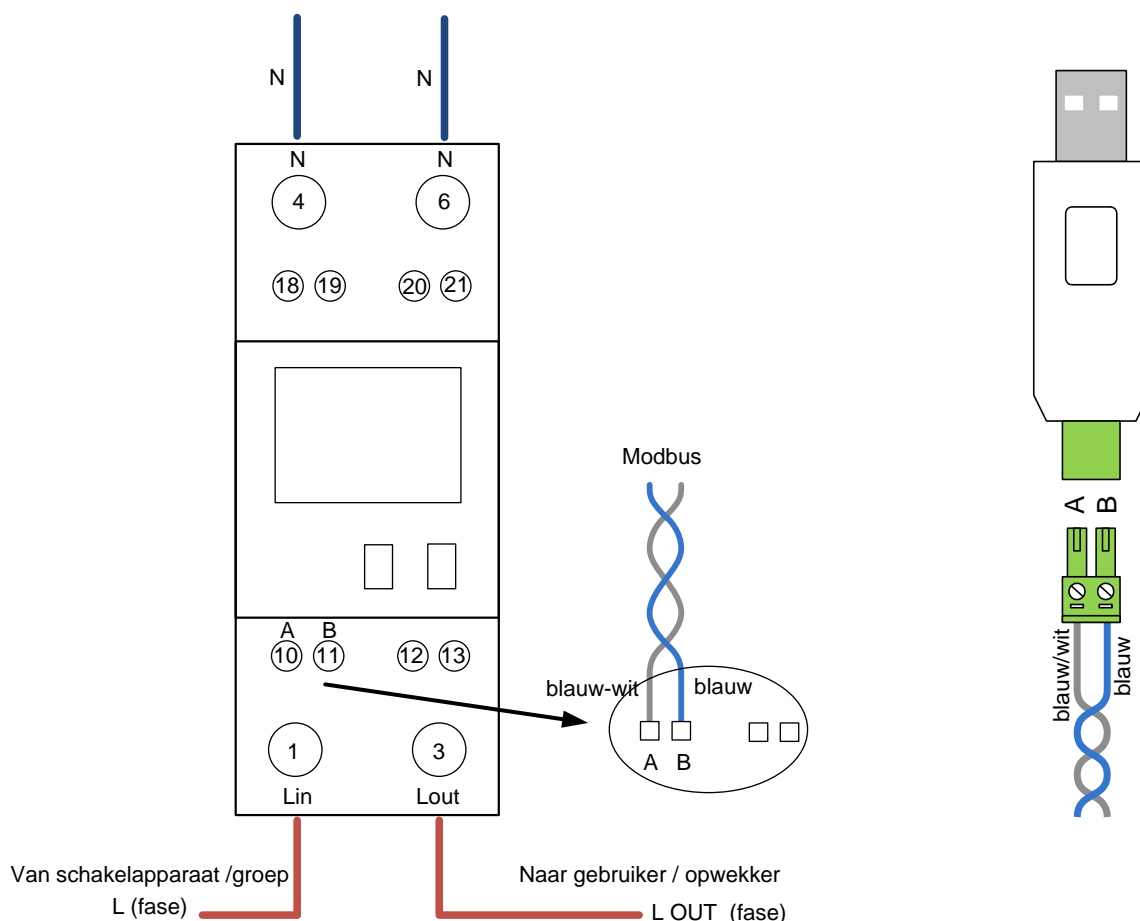 N
N
N
N
4
6
18
19
20
21
Modbus
A
B
A
B
10
11
12
13
blauw-wit
blauw
blauw/wit
blauw
A
B
1
3
Lin
Lout
Van schakelapparaat /groep
L (fase)
Naar gebruiker / opwekker
L OUT (fase)